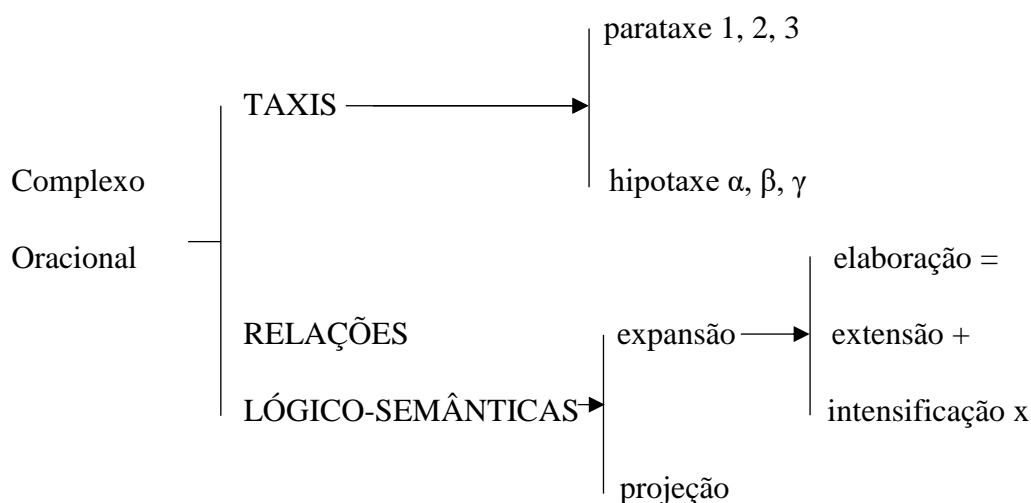 parataxe 1, 2, 3
TAXIS
Complexo
hipotaxe α, β, γ
Oracional
elaboração =
RELAÇÕES
expansão
extensão +
LÓGICO-SEMÂNTICAS
intensificação x
projeção